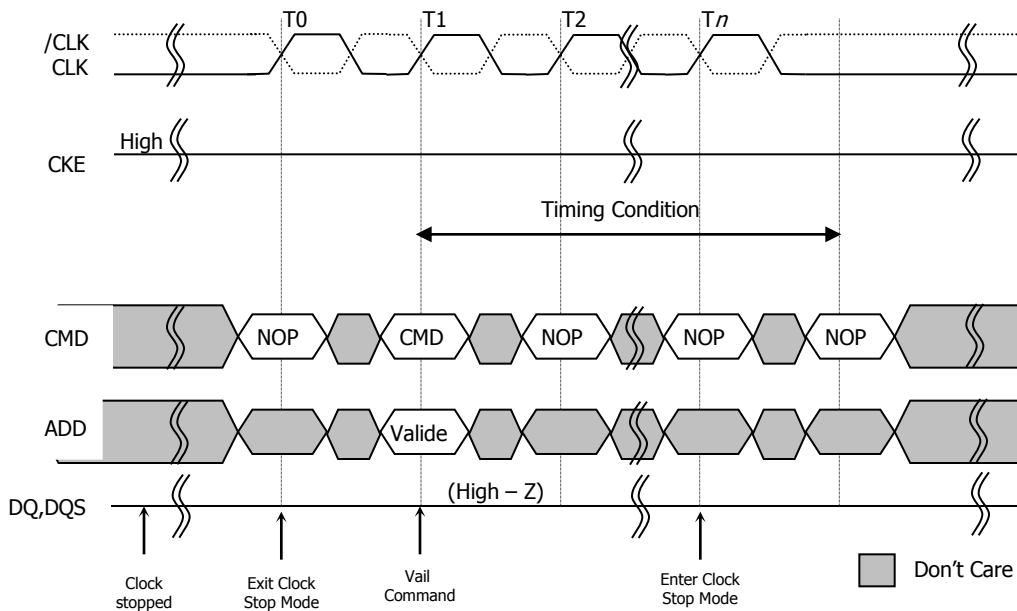 T0 T1 T2 Tn
/CLK
CLK
High
CKE
Timing Condition
CMD NOP CMD NOP NOP NOP
ADD Valide
(High – Z)
DQ,DQS
Clock
stopped
Exit Clock
Stop Mode
Vail
Command
Enter Clock
Stop Mode
Don't Care